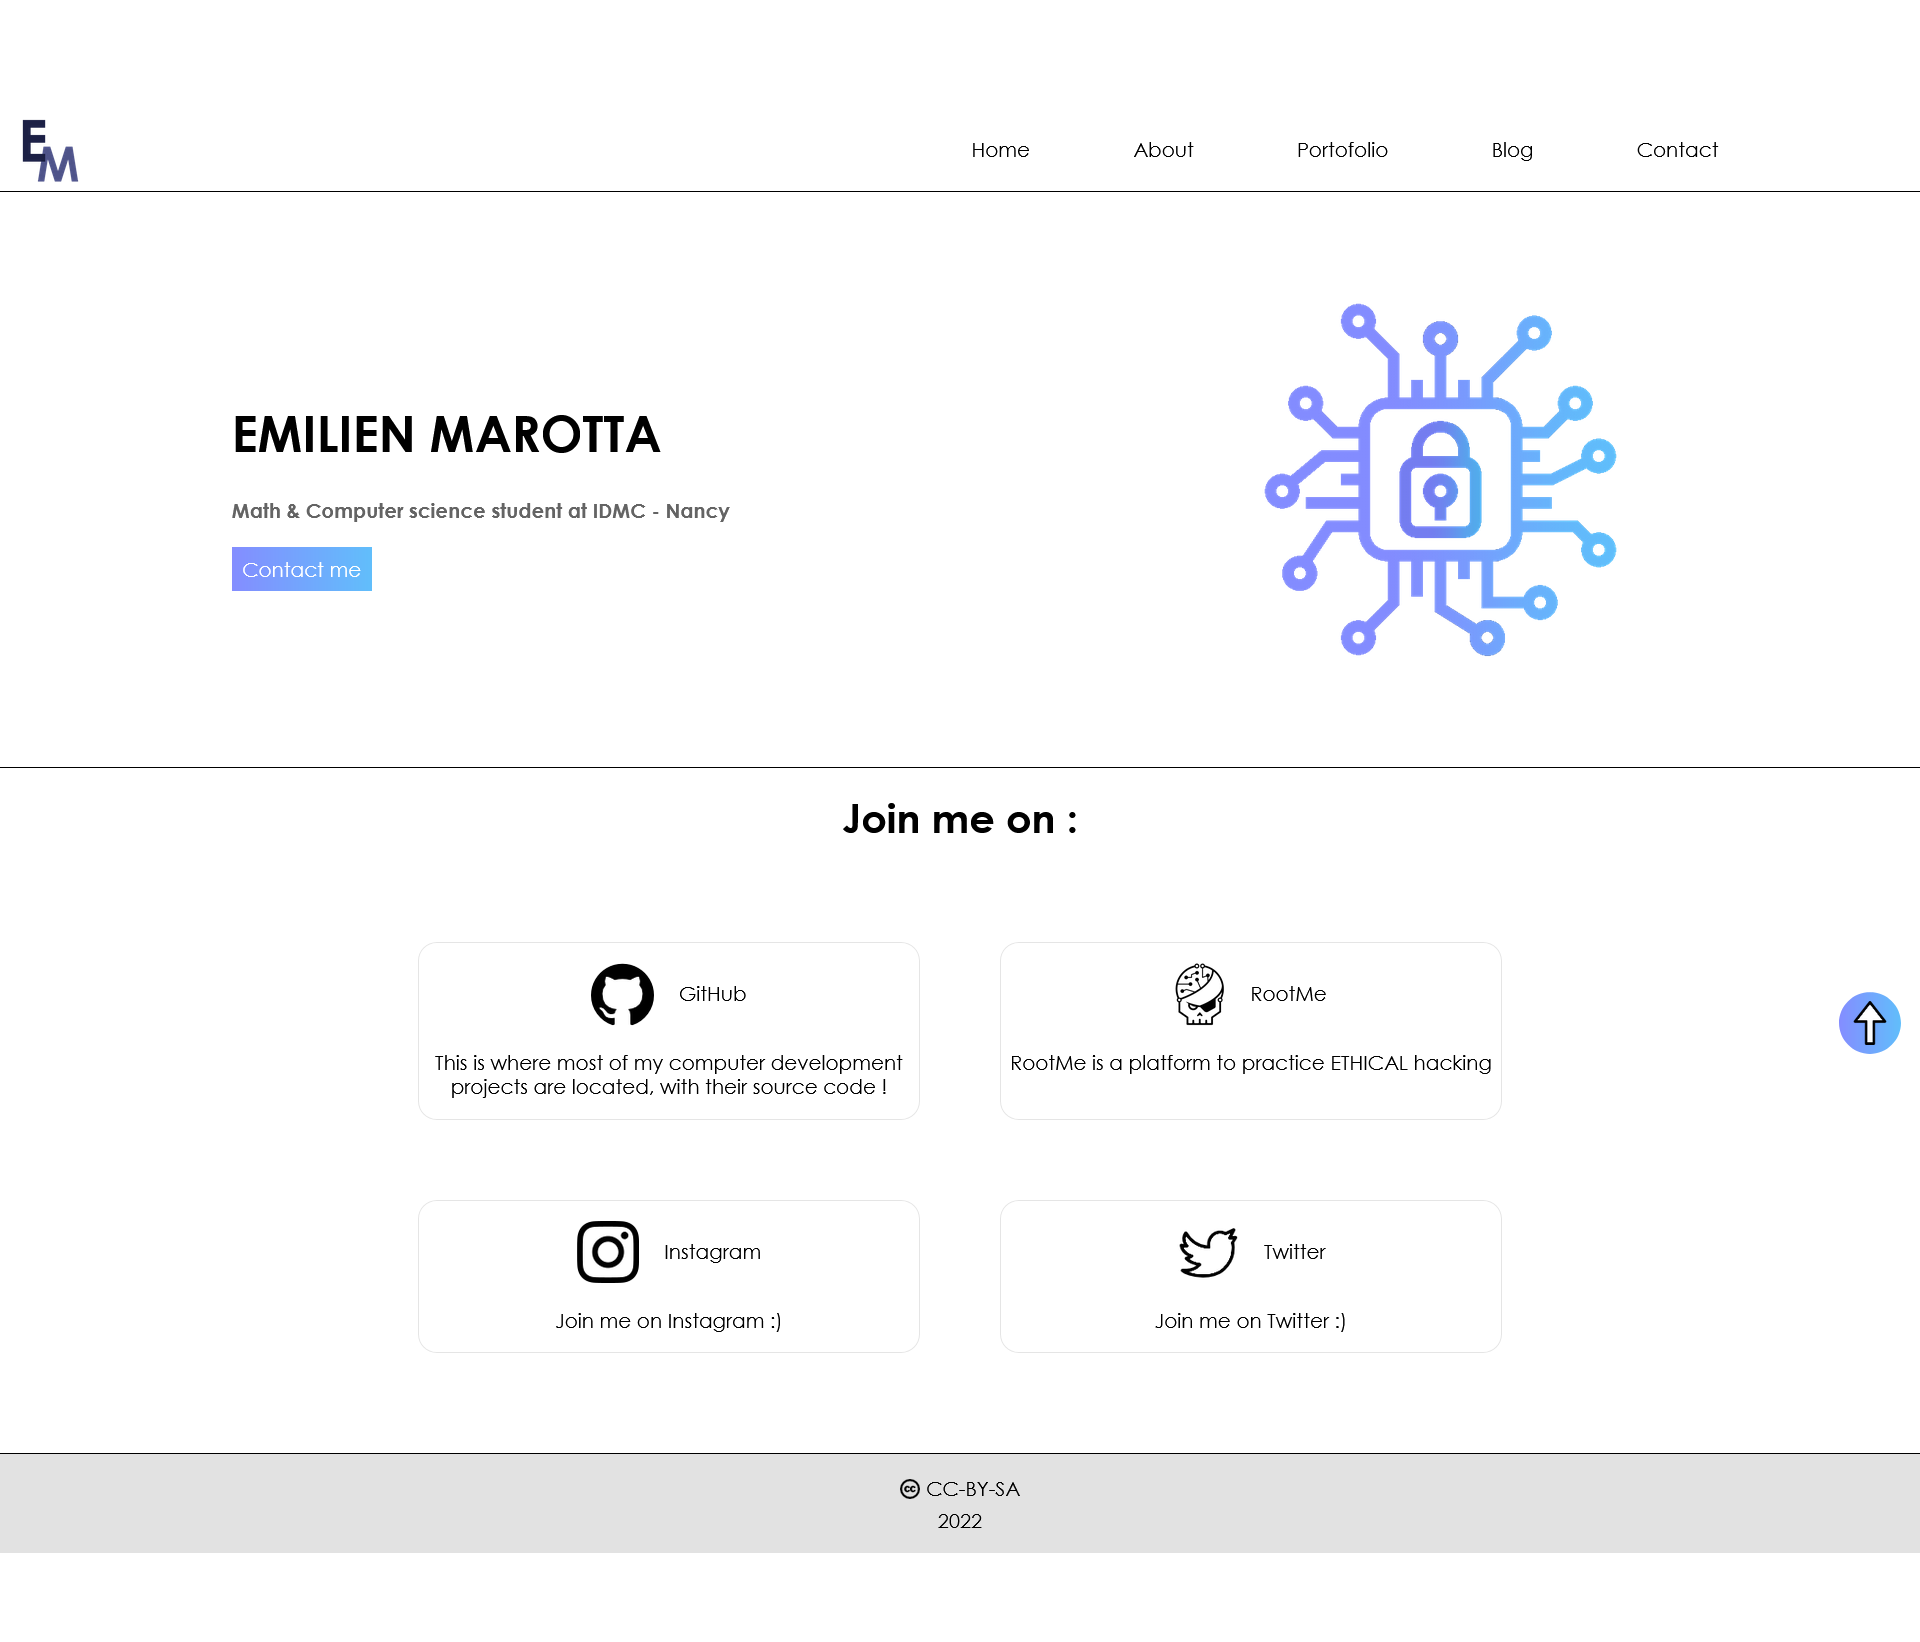 EM
Home About Portofolio Blog Contact
EMILIEN MAROTTA
Math & Computer science student at IDMC - Nancy
Contact me
Join me on :
GitHub
This is where most of my computer development
projects are located, with their source code !
RootMe
RootMe is a platform to practice ETHICAL hacking
Instagram
Join me on Instagram :)
Twitter
Join me on Twitter :)
cc CC-BY-SA
2022